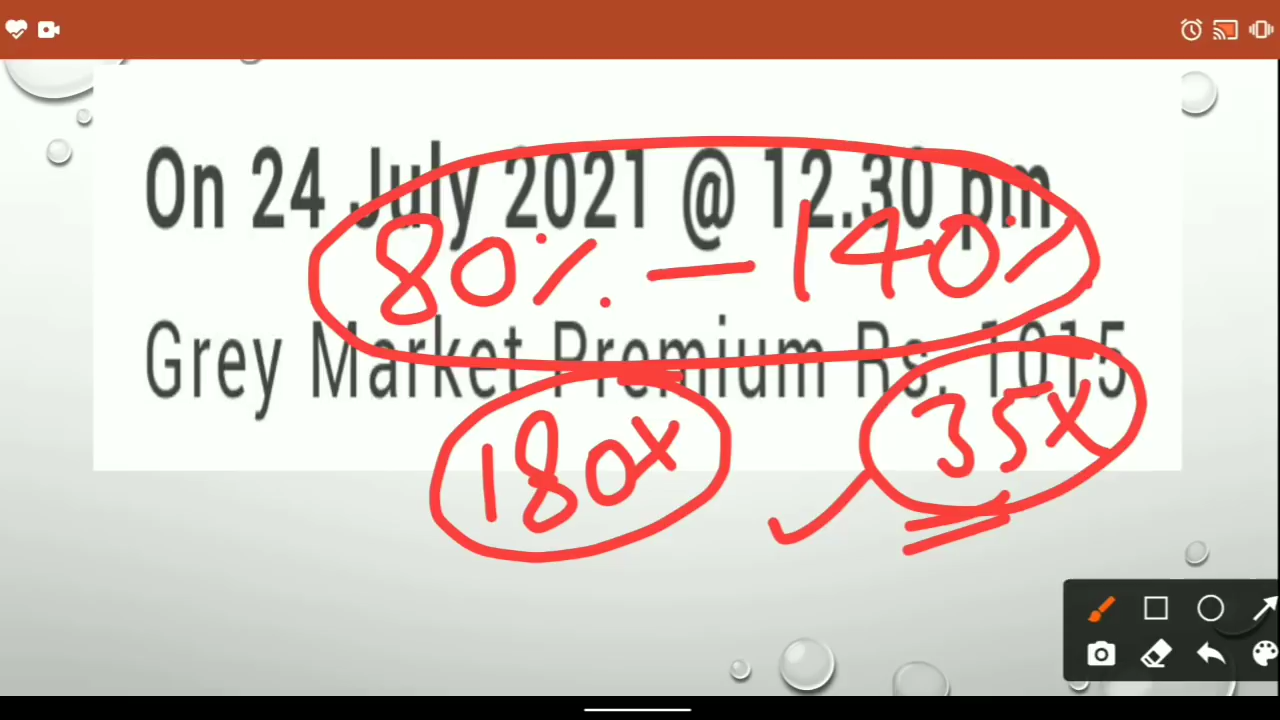 On 24 July 2021 @ 12.30 pm
80% - 140%
Grey Market Premium Rs. 1015
180x 35x